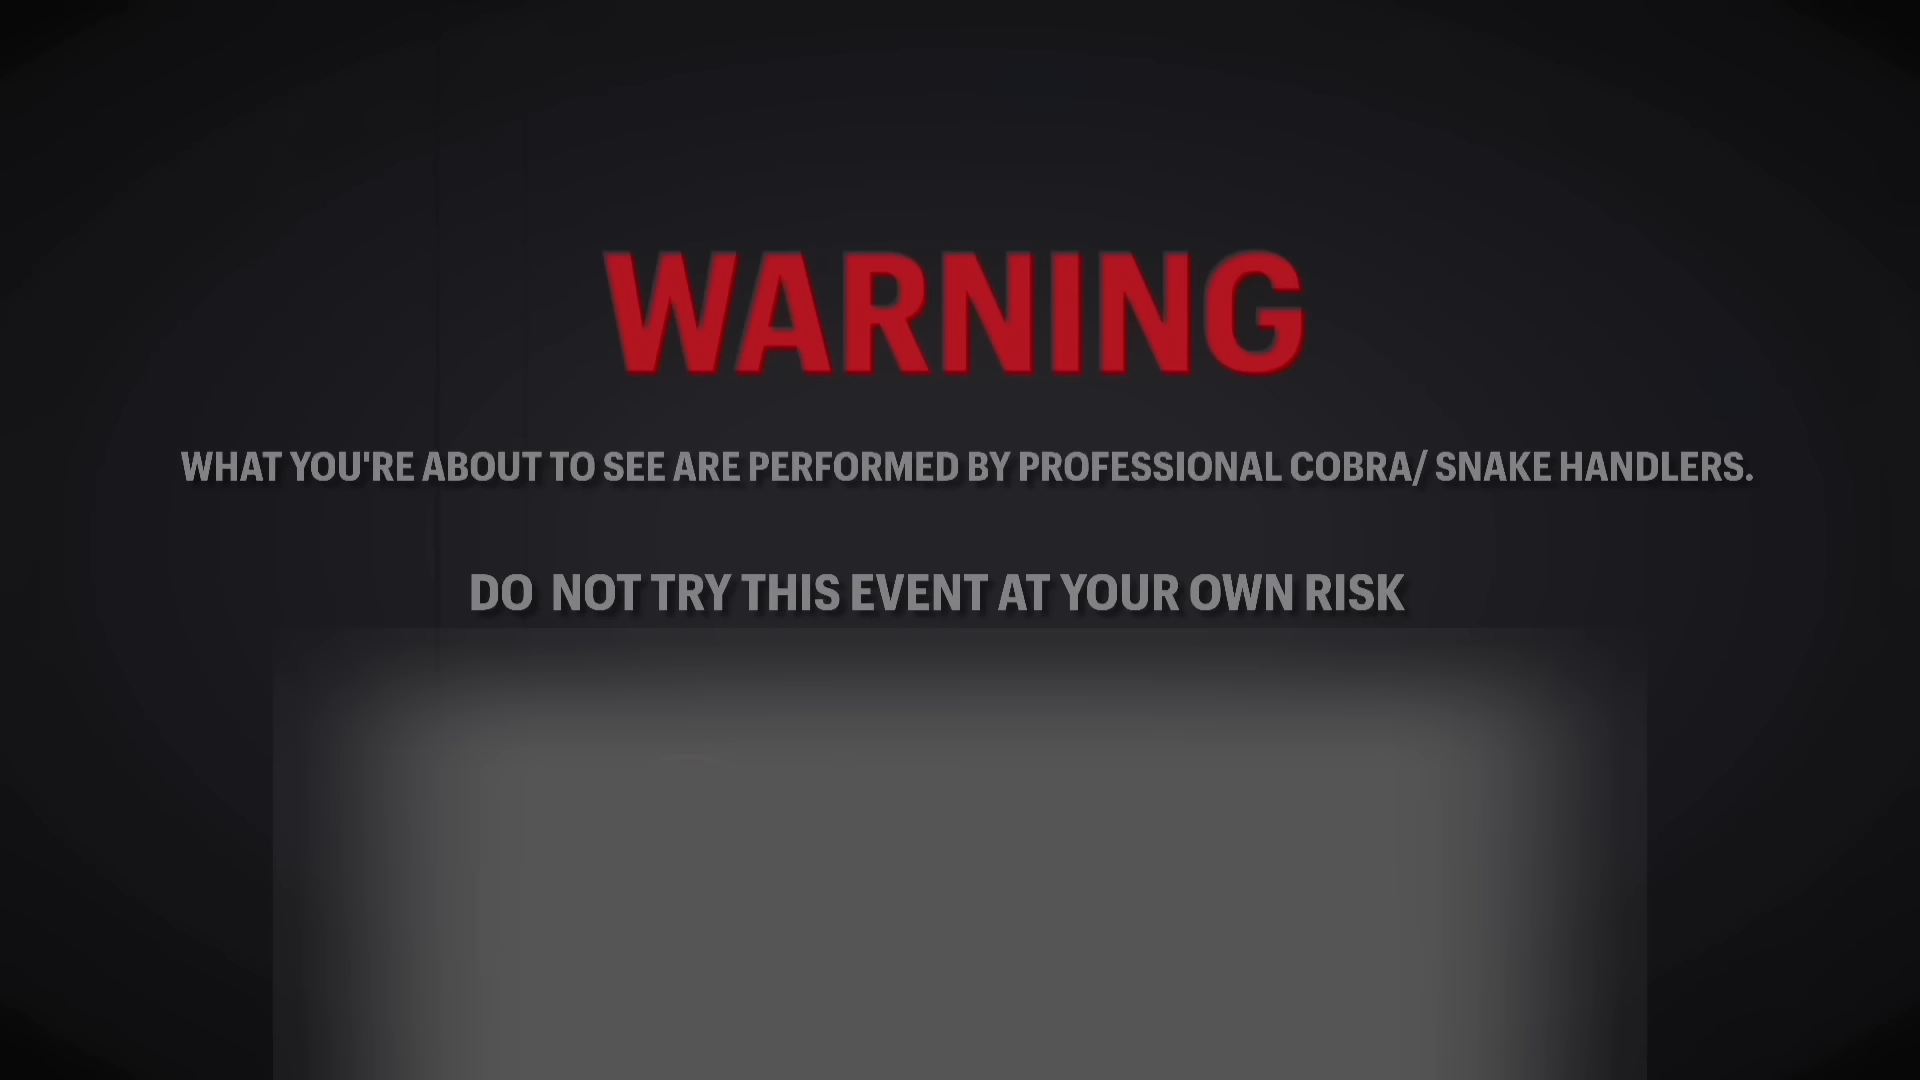 WARNING
WHAT YOU'RE ABOUT TO SEE ARE PERFORMED BY PROFESSIONAL COBRA/ SNAKE HANDLERS.
DO NOT TRY THIS EVENT AT YOUR OWN RISK